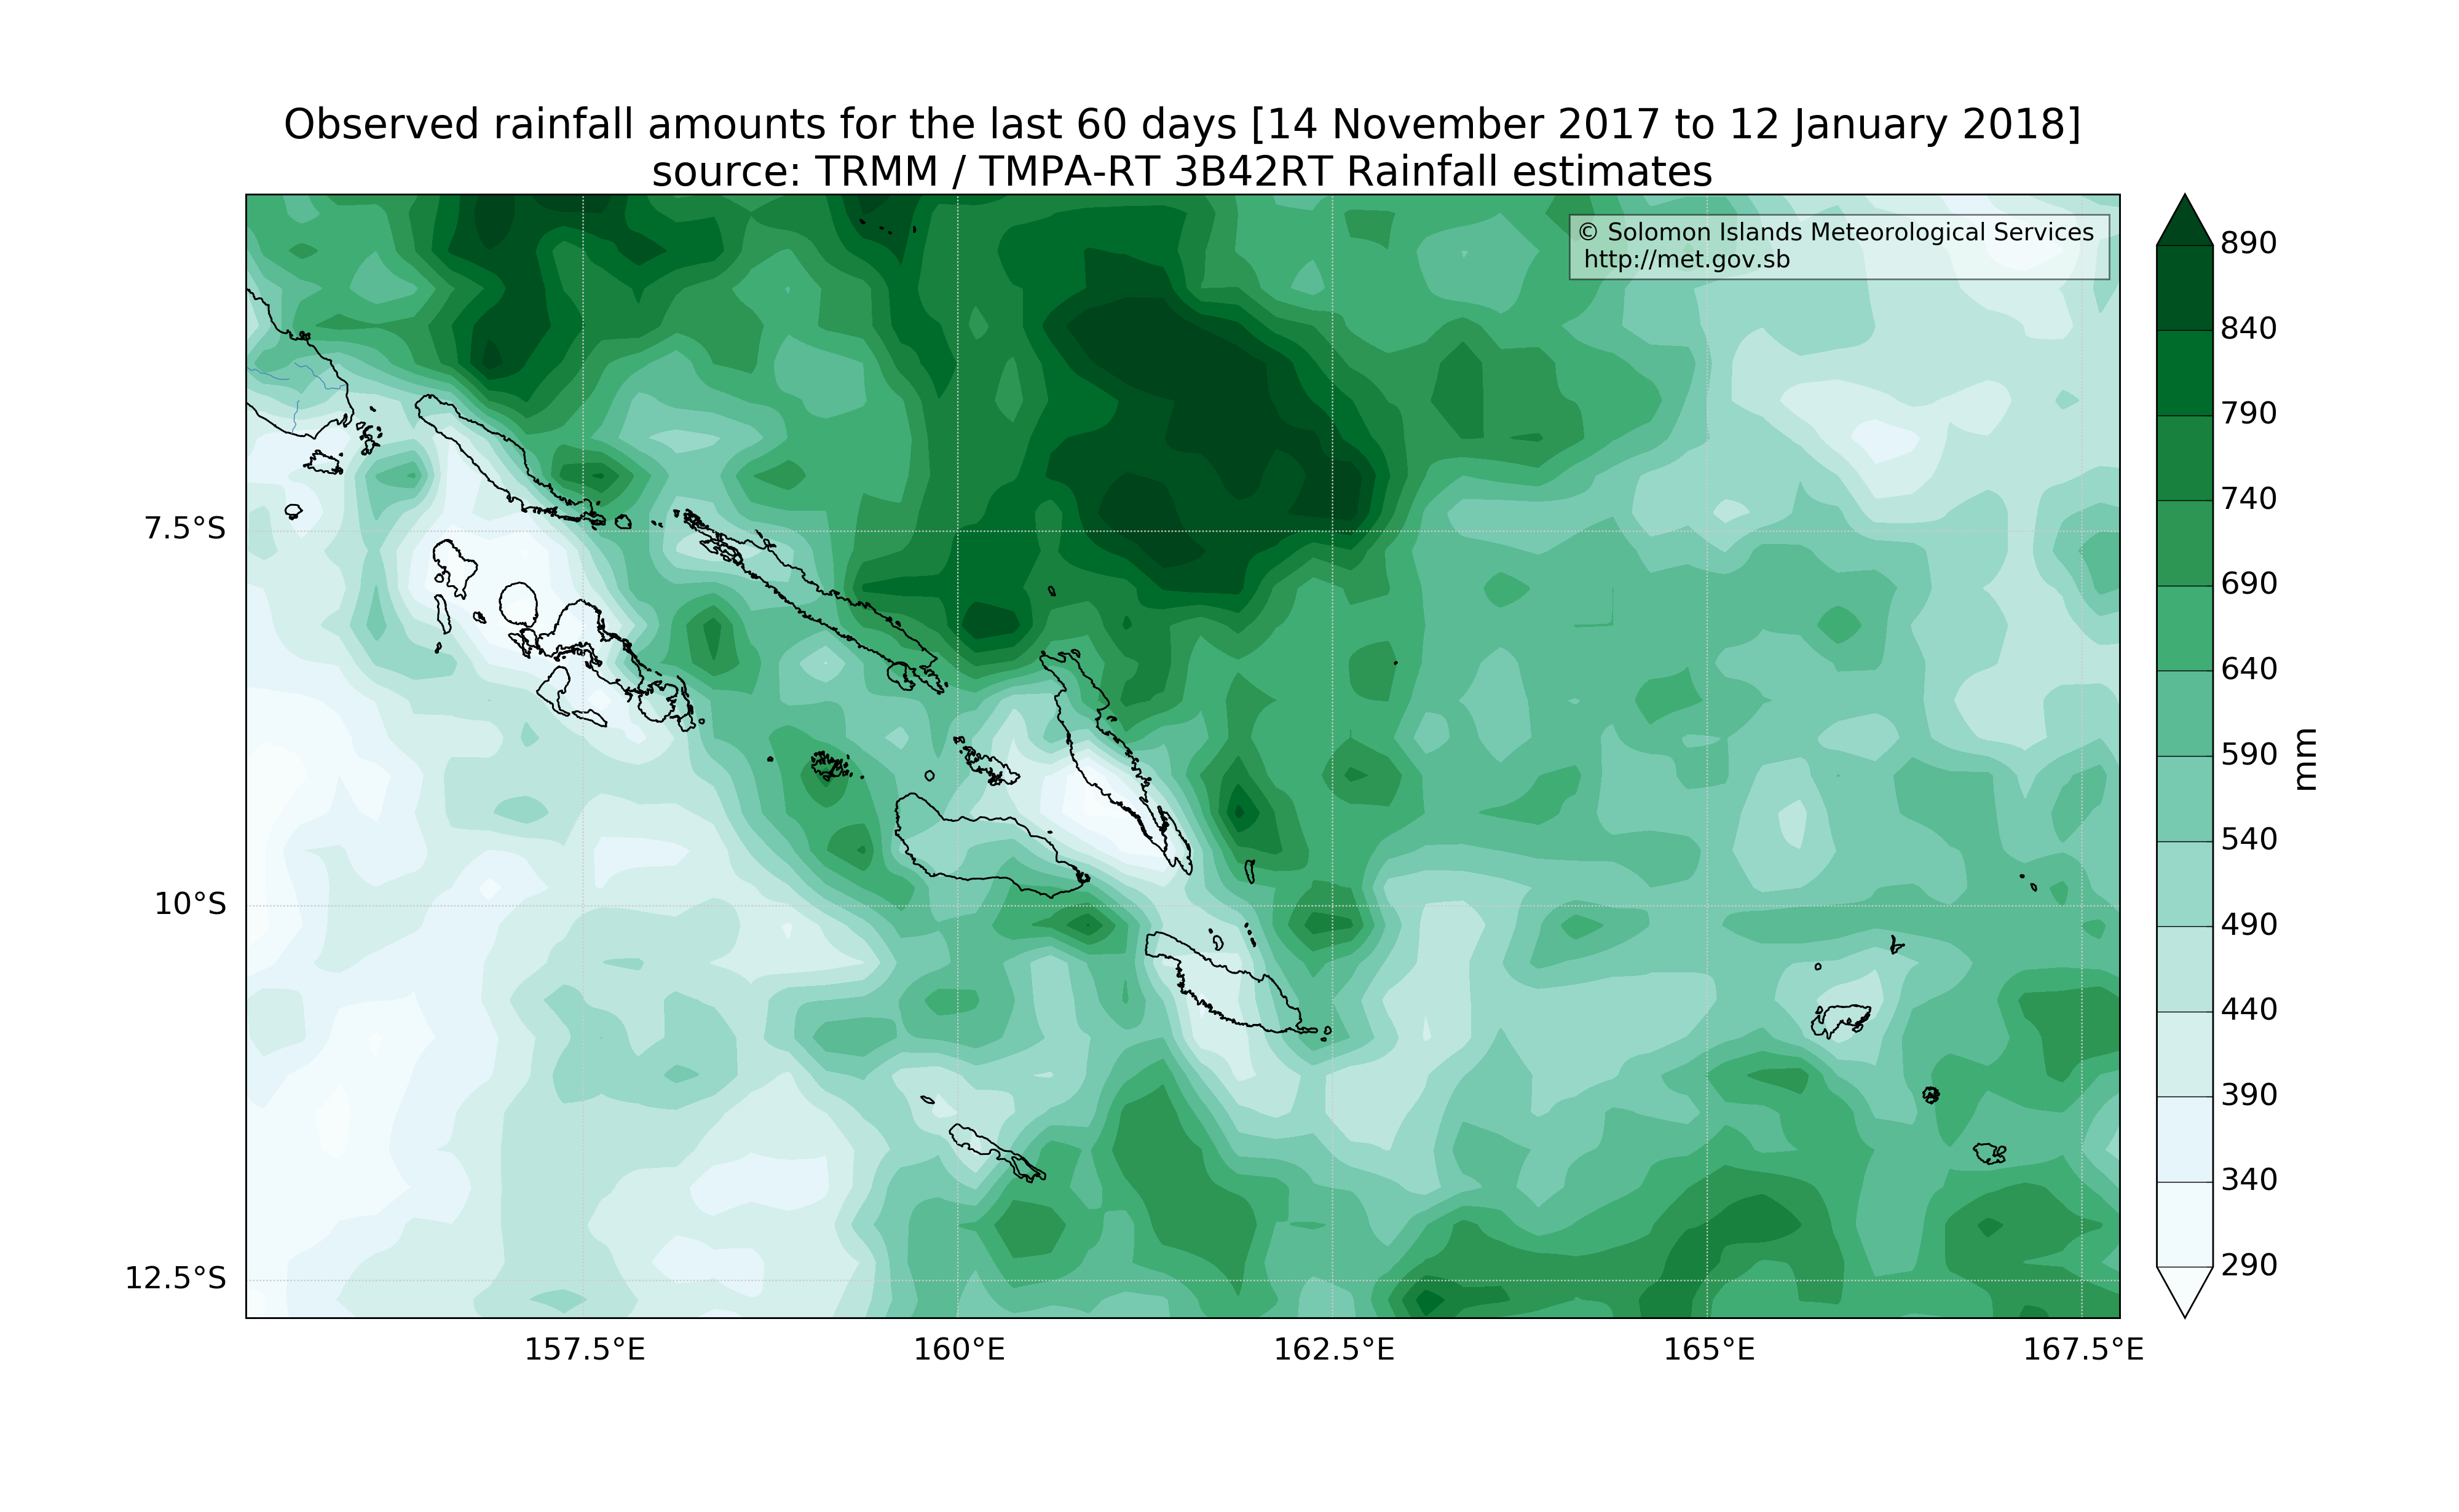 Observed rainfall amounts for the last 60 days [14 November 2017 to 12 January 2018]
source: TRMM / TMPA-RT 3B42RT Rainfall estimates
© Solomon Islands Meteorological Services
http://met.gov.sb
7.5°S
10°S
12.5°S
157.5°E
160°E
162.5°E
165°E
167.5°E
890
840
790
740
690
640
590
540
490
440
390
340
290
mm